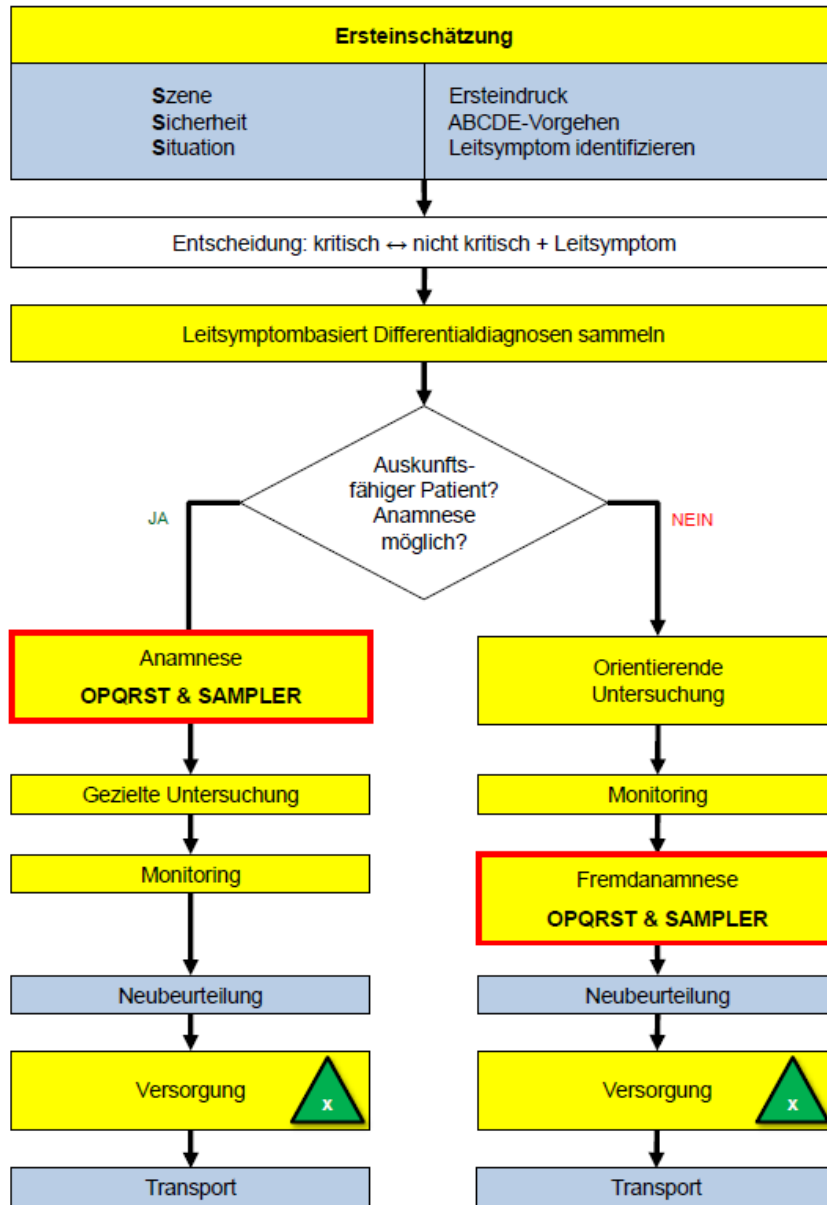 Ersteinschätzung
Szene
Sicherheit
Situation
Ersteindruck
ABCDE-Vorgehen
Leitsymptom identifizieren
Entscheidung: kritisch ↔ nicht kritisch + Leitsymptom
Leitsymptombasiert Differentialdiagnosen sammeln
Auskunfts-
fähiger Patient?
Anamnese
möglich?
JA
NEIN
Anamnese
OPQRST & SAMPLER
Gezielte Untersuchung
Monitoring
Neubeurteilung
Versorgung
x
Transport
Orientierende
Untersuchung
Monitoring
Fremdanamnese
OPQRST & SAMPLER
Neubeurteilung
Versorgung
x
Transport